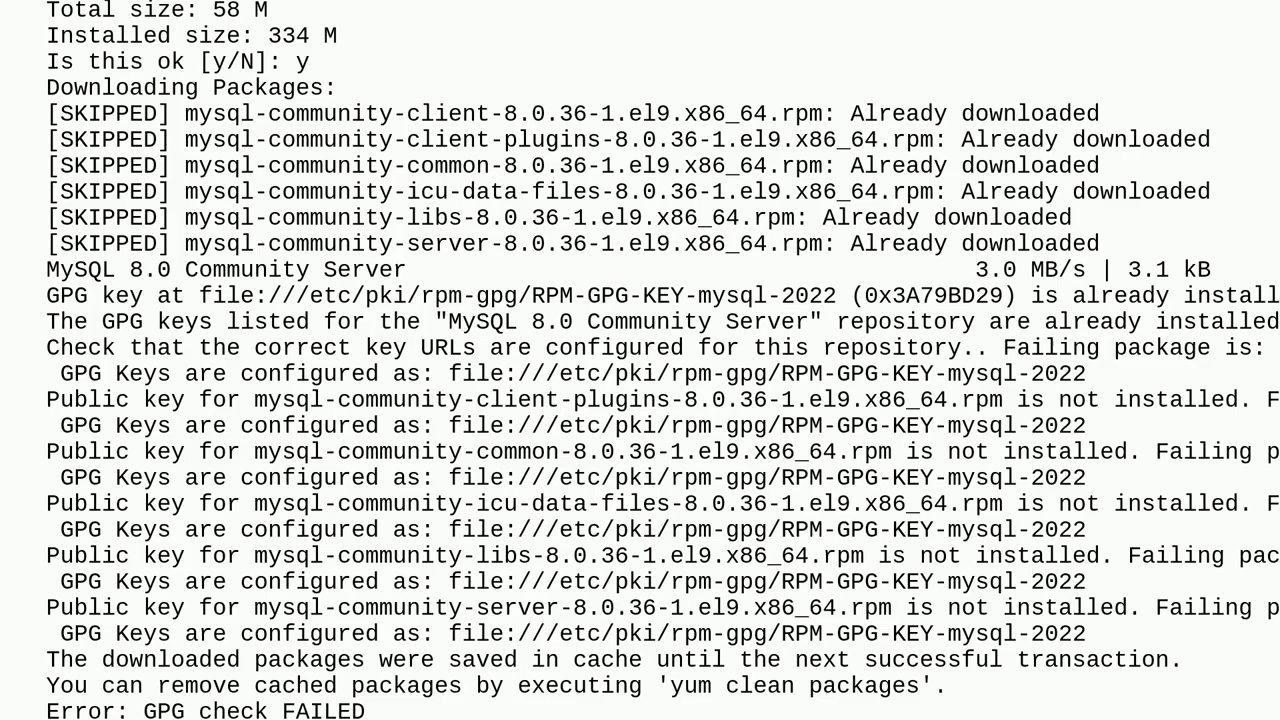 Total size: 58 M
Installed size: 334 M
Is this ok [y/N]: y
Downloading Packages:
[SKIPPED] mysql-community-client-8.0.36-1.el9.x86_64.rpm: Already downloaded
[SKIPPED] mysql-community-client-plugins-8.0.36-1.el9.x86_64.rpm: Already downloaded
[SKIPPED] mysql-community-common-8.0.36-1.el9.x86_64.rpm: Already downloaded
[SKIPPED] mysql-community-icu-data-files-8.0.36-1.el9.x86_64.rpm: Already downloaded
[SKIPPED] mysql-community-libs-8.0.36-1.el9.x86_64.rpm: Already downloaded
[SKIPPED] mysql-community-server-8.0.36-1.el9.x86_64.rpm: Already downloaded
MySQL 8.0 Community Server 3.0 MB/s | 3.1 kB
GPG key at file:///etc/pki/rpm-gpg/RPM-GPG-KEY-mysql-2022 (0x3A79BD29) is already install
The GPG keys listed for the "MySQL 8.0 Community Server" repository are already installed
Check that the correct key URLs are configured for this repository.. Failing package is:
GPG Keys are configured as: file:///etc/pki/rpm-gpg/RPM-GPG-KEY-mysql-2022
Public key for mysql-community-client-plugins-8.0.36-1.el9.x86_64.rpm is not installed. F
GPG Keys are configured as: file:///etc/pki/rpm-gpg/RPM-GPG-KEY-mysql-2022
Public key for mysql-community-common-8.0.36-1.el9.x86_64.rpm is not installed. Failing p
GPG Keys are configured as: file:///etc/pki/rpm-gpg/RPM-GPG-KEY-mysql-2022
Public key for mysql-community-icu-data-files-8.0.36-1.el9.x86_64.rpm is not installed. F
GPG Keys are configured as: file:///etc/pki/rpm-gpg/RPM-GPG-KEY-mysql-2022
Public key for mysql-community-libs-8.0.36-1.el9.x86_64.rpm is not installed. Failing pac
GPG Keys are configured as: file:///etc/pki/rpm-gpg/RPM-GPG-KEY-mysql-2022
Public key for mysql-community-server-8.0.36-1.el9.x86_64.rpm is not installed. Failing p
GPG Keys are configured as: file:///etc/pki/rpm-gpg/RPM-GPG-KEY-mysql-2022
The downloaded packages were saved in cache until the next successful transaction.
You can remove cached packages by executing 'yum clean packages'.
Error: GPG check FAILED